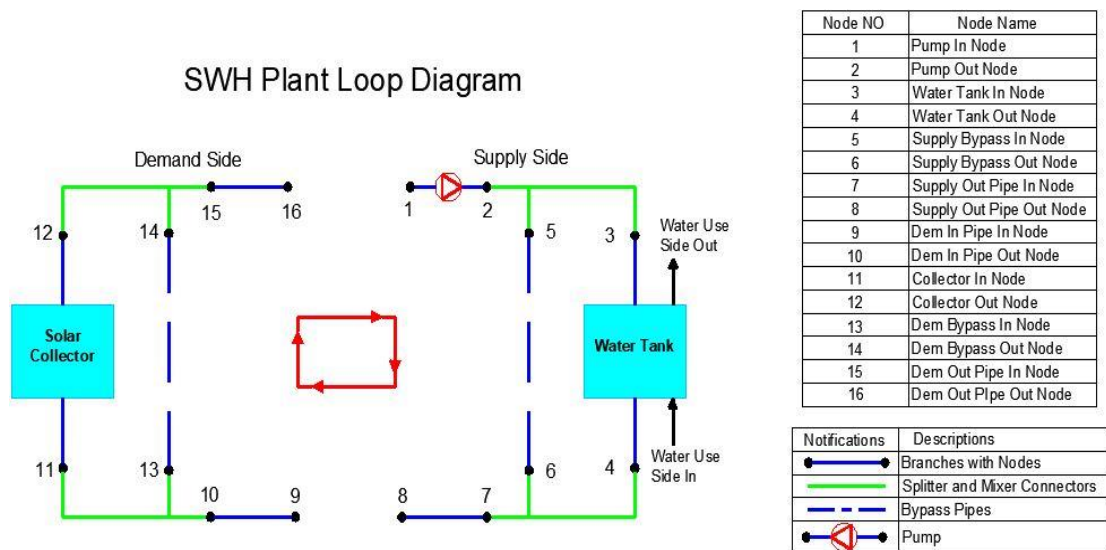 SWH Plant Loop Diagram
Demand Side
Supply Side
15
16
1
2
12
14
5
3
Water Use
Side Out
Solar
Collector
Water Tank
11
13
6
4
Water Use
Side In
10
9
8
7
Node NO Node Name
1 Pump In Node
2 Pump Out Node
3 Water Tank In Node
4 Water Tank Out Node
5 Supply Bypass In Node
6 Supply Bypass Out Node
7 Supply Out Pipe In Node
8 Supply Out Pipe Out Node
9 Dem In Pipe In Node
10 Dem In Pipe Out Node
11 Collector In Node
12 Collector Out Node
13 Dem Bypass In Node
14 Dem Bypass Out Node
15 Dem Out Pipe In Node
16 Dem Out PIpe Out Node
Notifications Descriptions
Branches with Nodes
Splitter and Mixer Connectors
Bypass Pipes
Pump